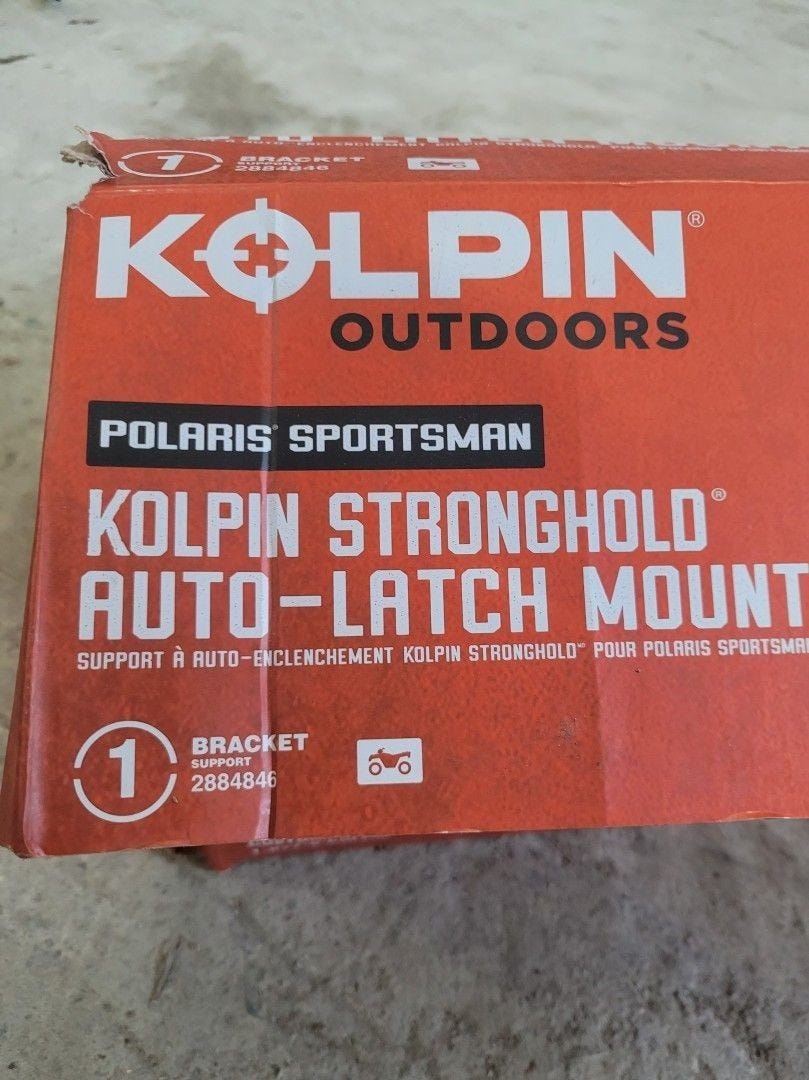 1 BRACKET
SUPPORT
2884846
KOLPIN®
OUTDOORS
POLARIS SPORTSMAN
KOLPIN STRONGHOLD®
AUTO-LATCH MOUNT
SUPPORT À AUTO-ENCLENCHEMENT KOLPIN STRONGHOLD POUR POLARIS SPORTSMAN
1 BRACKET
SUPPORT
2884846